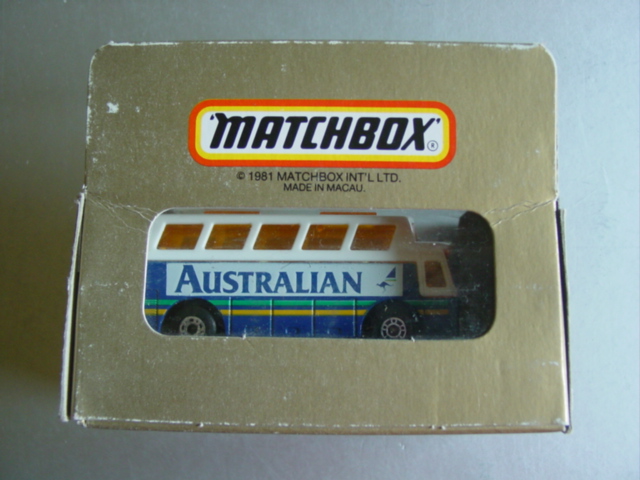 "MATCHBOX"®
© 1981 MATCHBOX INT'L LTD.
MADE IN MACAU.
AUSTRALIAN